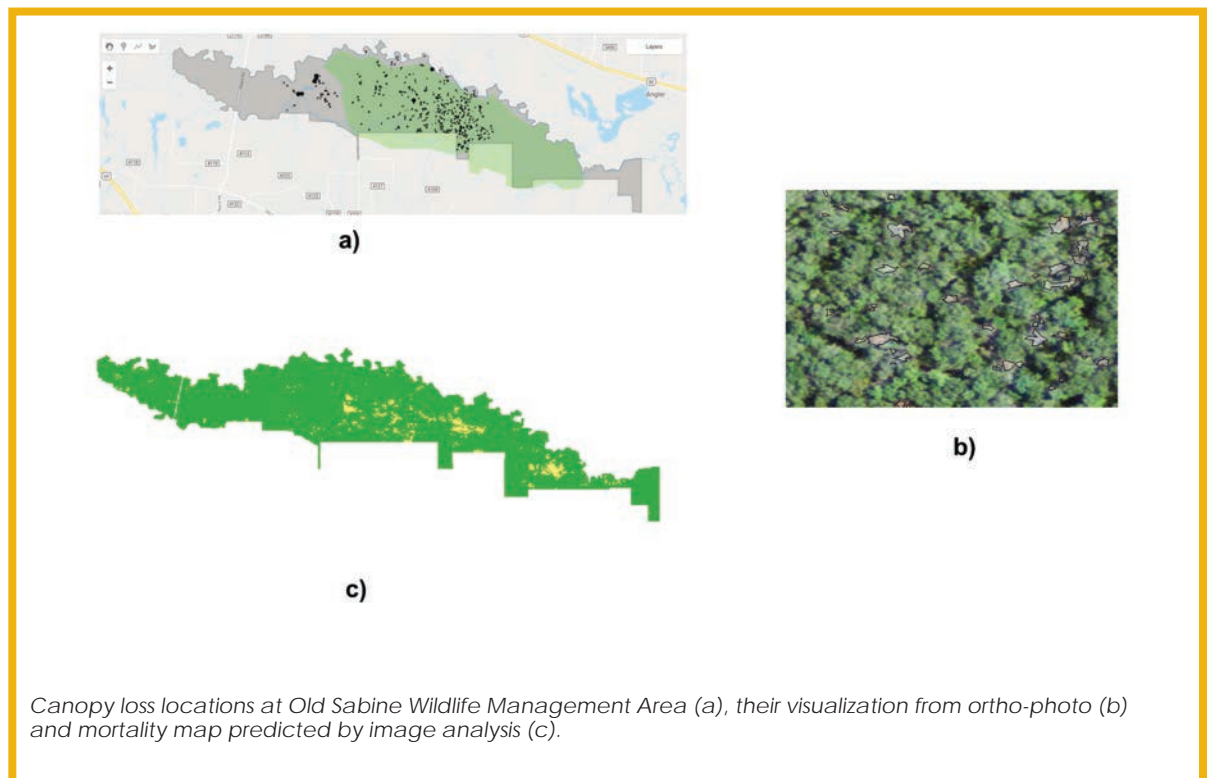 Layers
Angler
a)
b)
c)
Canopy loss locations at Old Sabine Wildlife Management Area (a), their visualization from ortho-photo (b)
and mortality map predicted by image analysis (c).